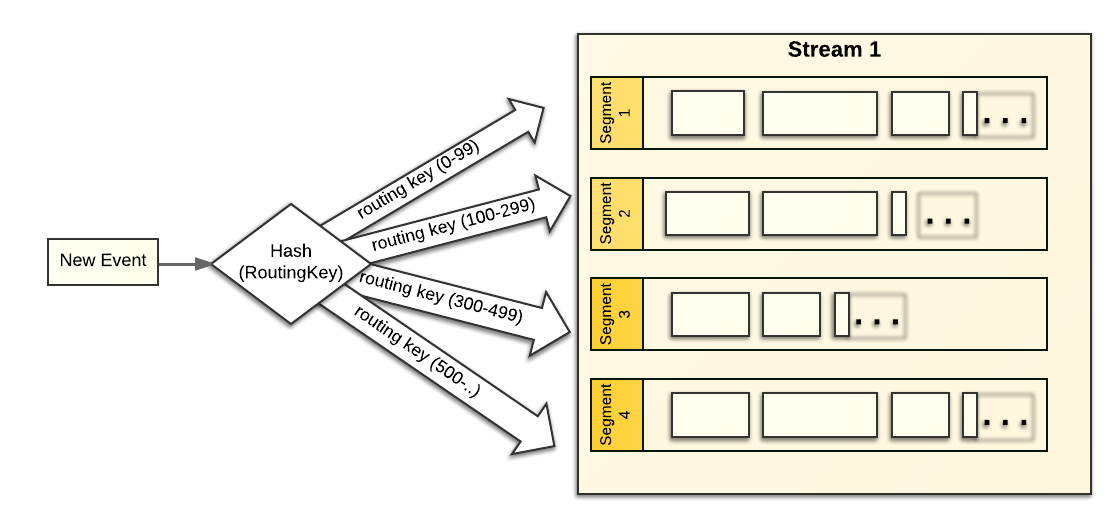 Stream 1
Segment
1
routing key (0-99)
Segment
2
routing key (100-299)
New Event
Hash
(RoutingKey)
routing key (300-499)
Segment
3
routing key (500-..)
Segment
4